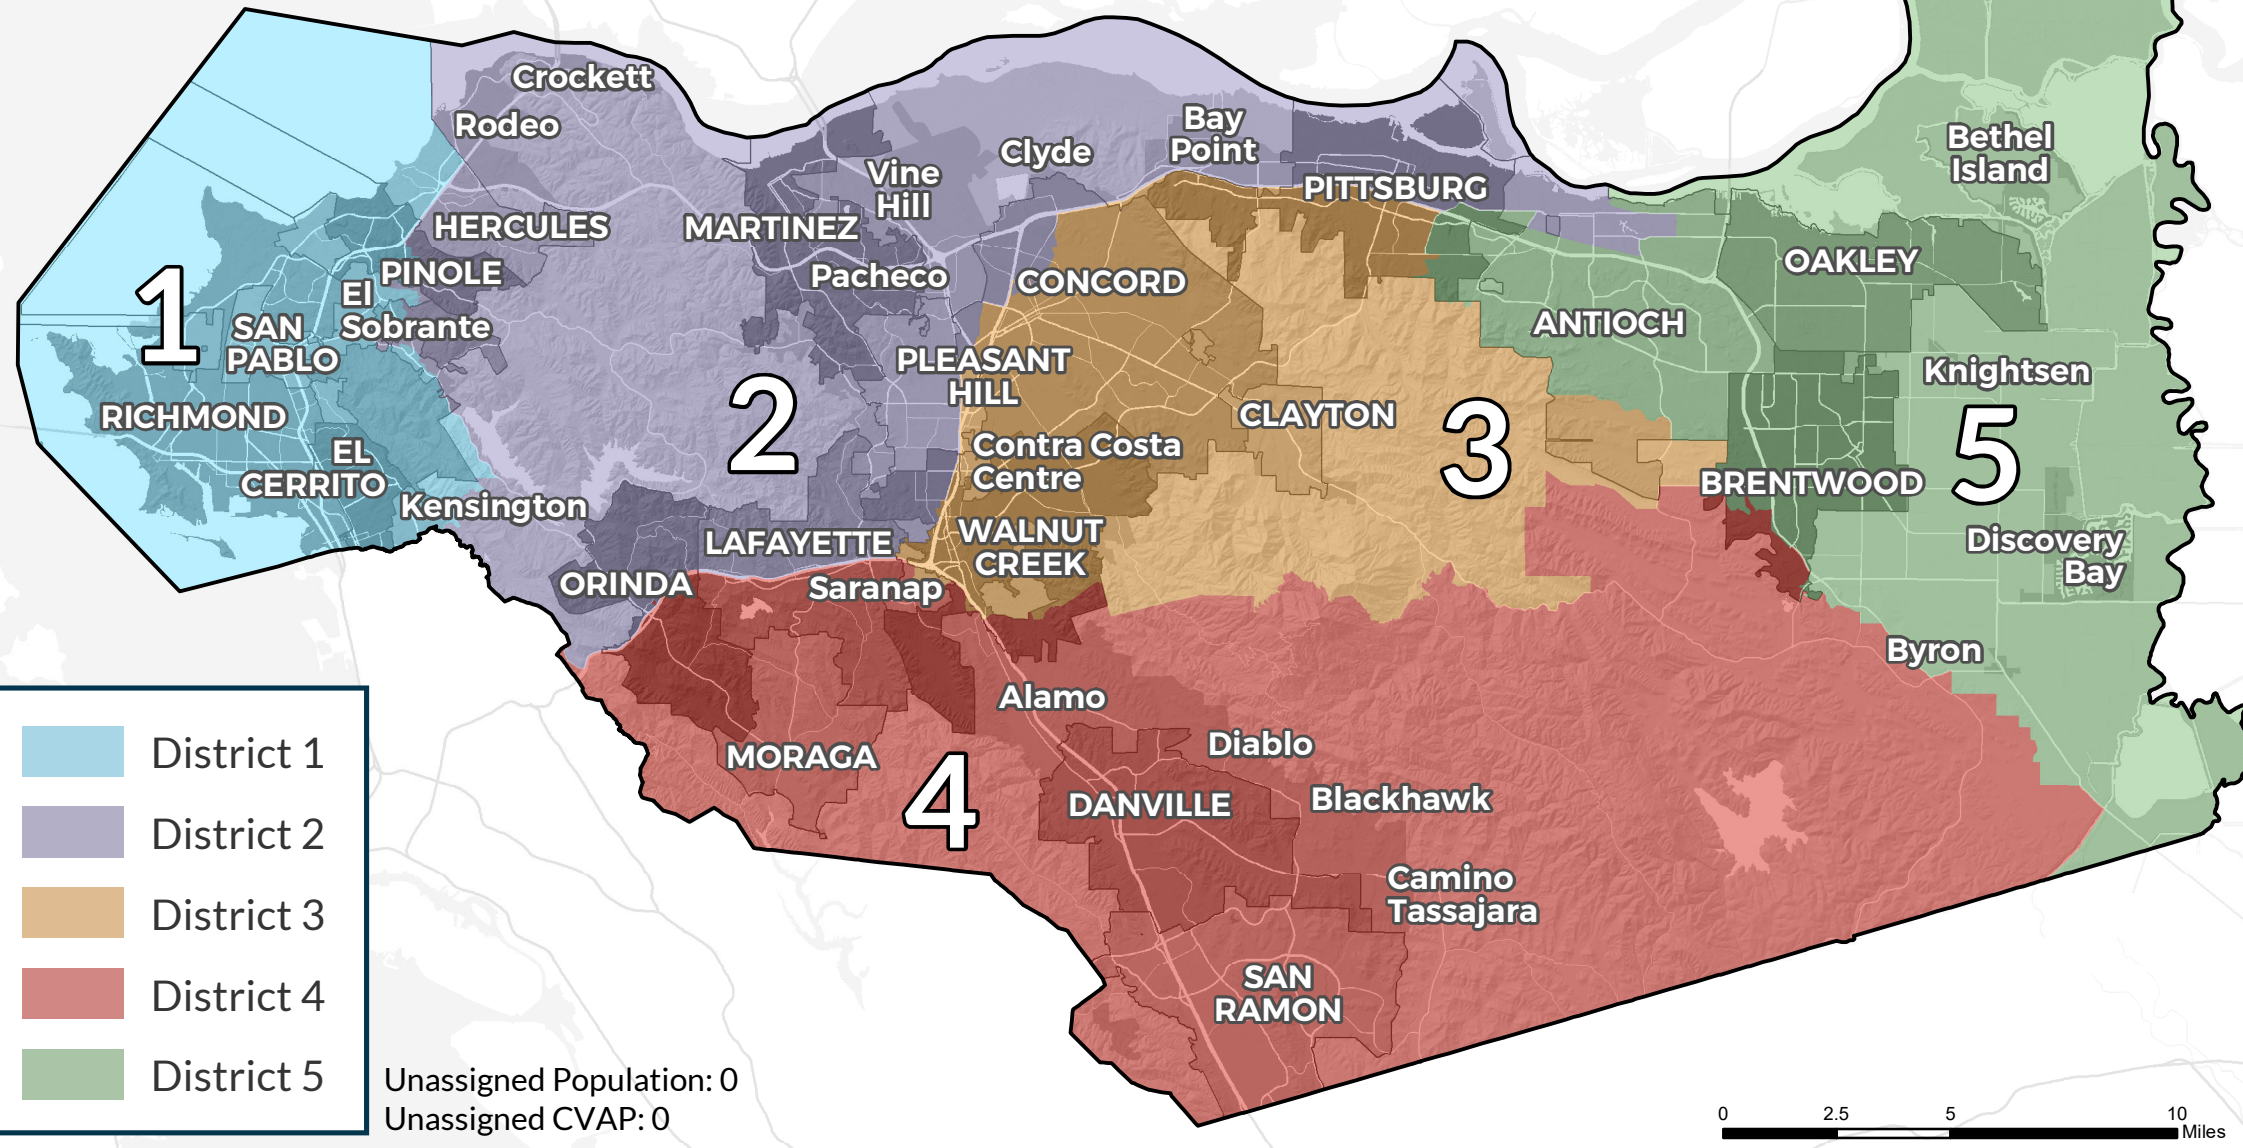 Crockett
Rodeo
HERCULES
PINOLE
El
Sobrante
SAN
PABLO
1
RICHMOND
EL
CERRITO
Kensington
MARTINEZ
Vine
Hill
Clyde
Bay
Point
PITTSBURG
Pacheco
CONCORD
PLEASANT
HILL
2
Contra Costa
Centre
CLAYTON
3
WALNUT
CREEK
LAFAYETTE
ORINDA
Saranap
ANTIOCH
OAKLEY
Bethel
Island
Knightsen
5
BRENTWOOD
Discovery
Bay
Byron
Alamo
MORAGA
4
Diablo
DANVILLE
Blackhawk
Camino
Tassajara
SAN
RAMON
District 1
District 2
District 3
District 4
District 5
Unassigned Population: 0
Unassigned CVAP: 0
0 2.5 5 10
Miles